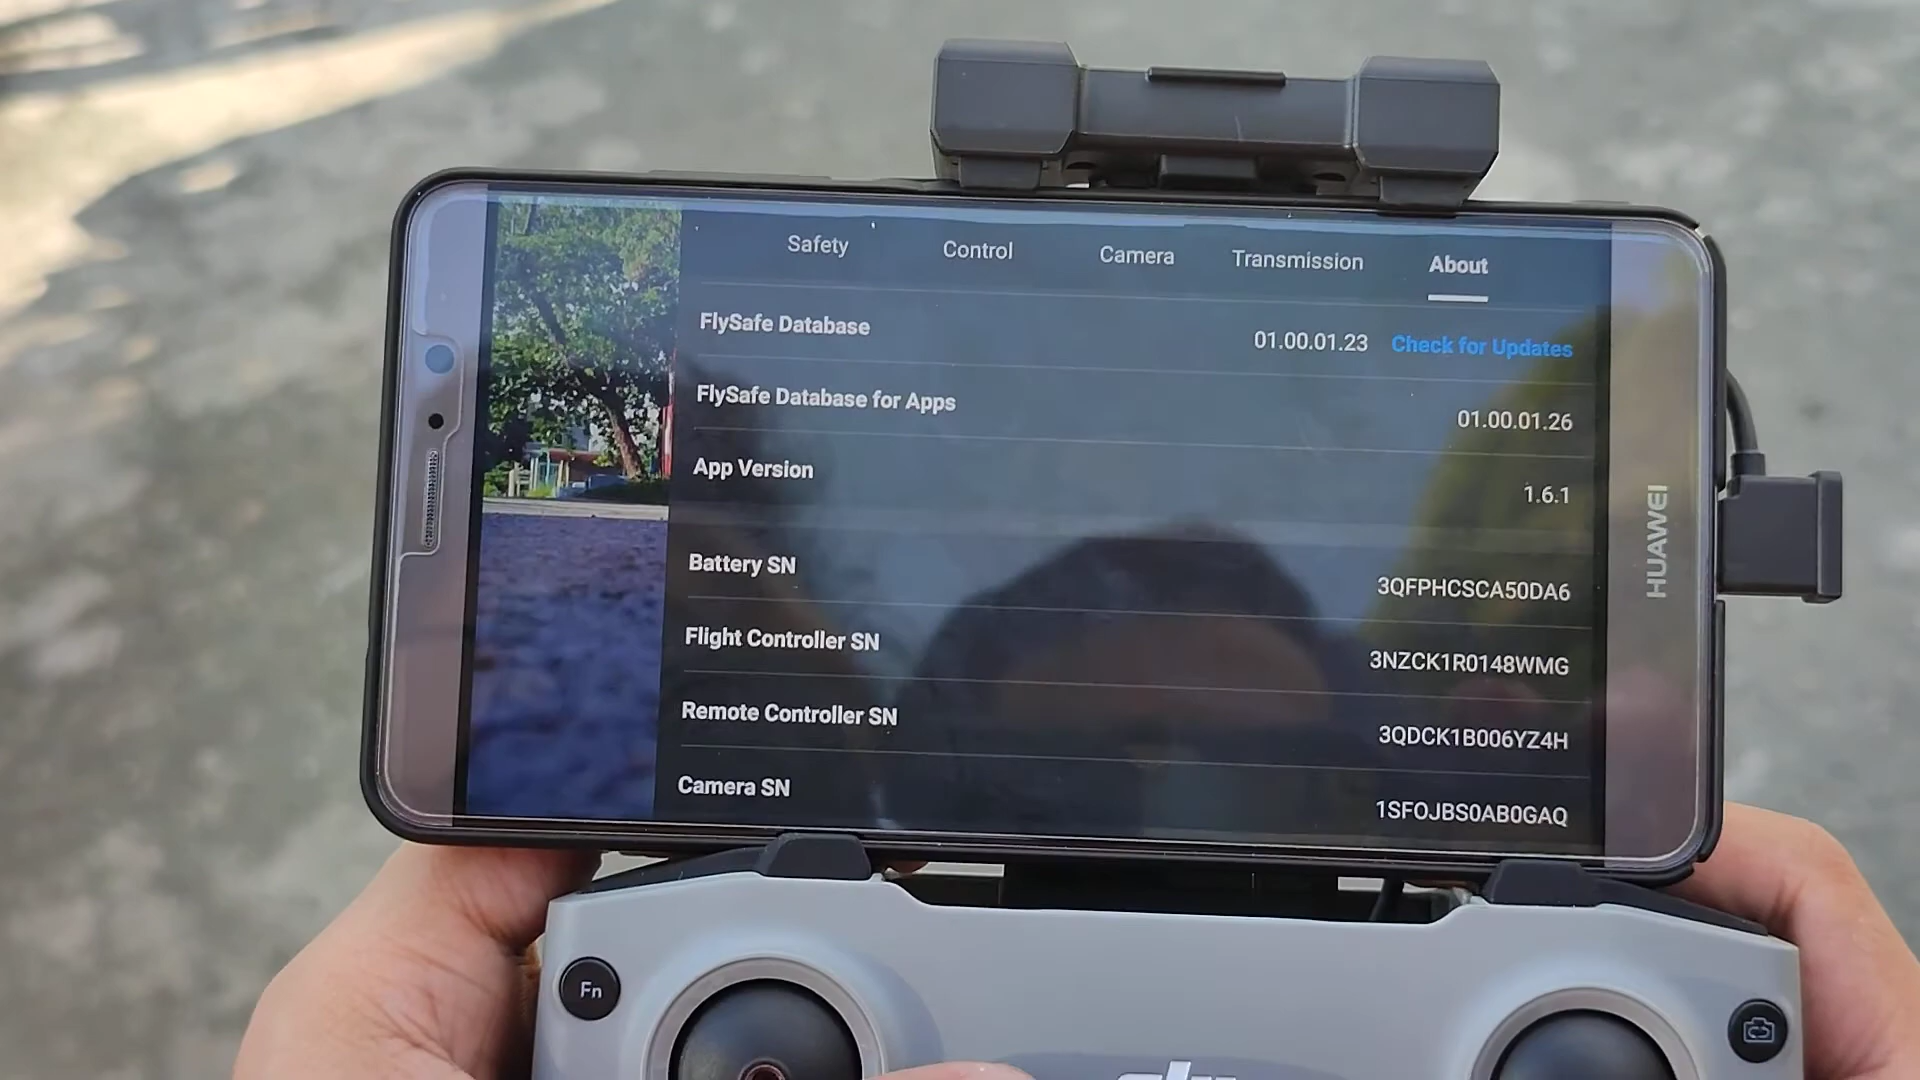 Safety Control Camera Transmission About
FlySafe Database 01.00.01.23 Check for Updates
FlySafe Database for Apps 01.00.01.26
App Version 1.6.1
Battery SN 3QFPHCSCA50DA6
Flight Controller SN 3NZCK1R0148WMG
Remote Controller SN 3QDCK1B006YZ4H
Camera SN 1SFOJBS0AB0GAQ
HUAWEI
Fn